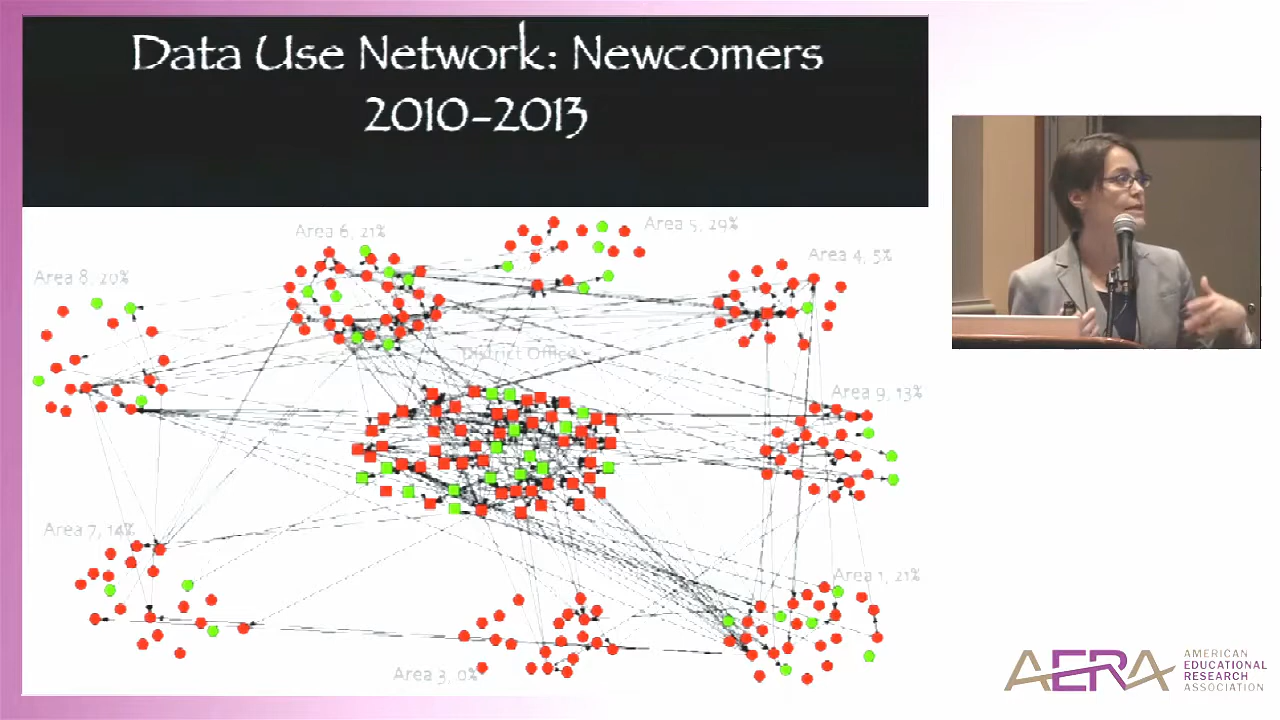 Data Use Network: Newcomers
2010-2013
Area 6, 21%
Area 5, 29%
Area 4, 5%
Area 8, 20%
District Office
Area 9, 13%
Area 7, 14%
Area 1, 21%
Area 3, 0%
AERA
AMERICAN
EDUCATIONAL
RESEARCH
ASSOCIATION